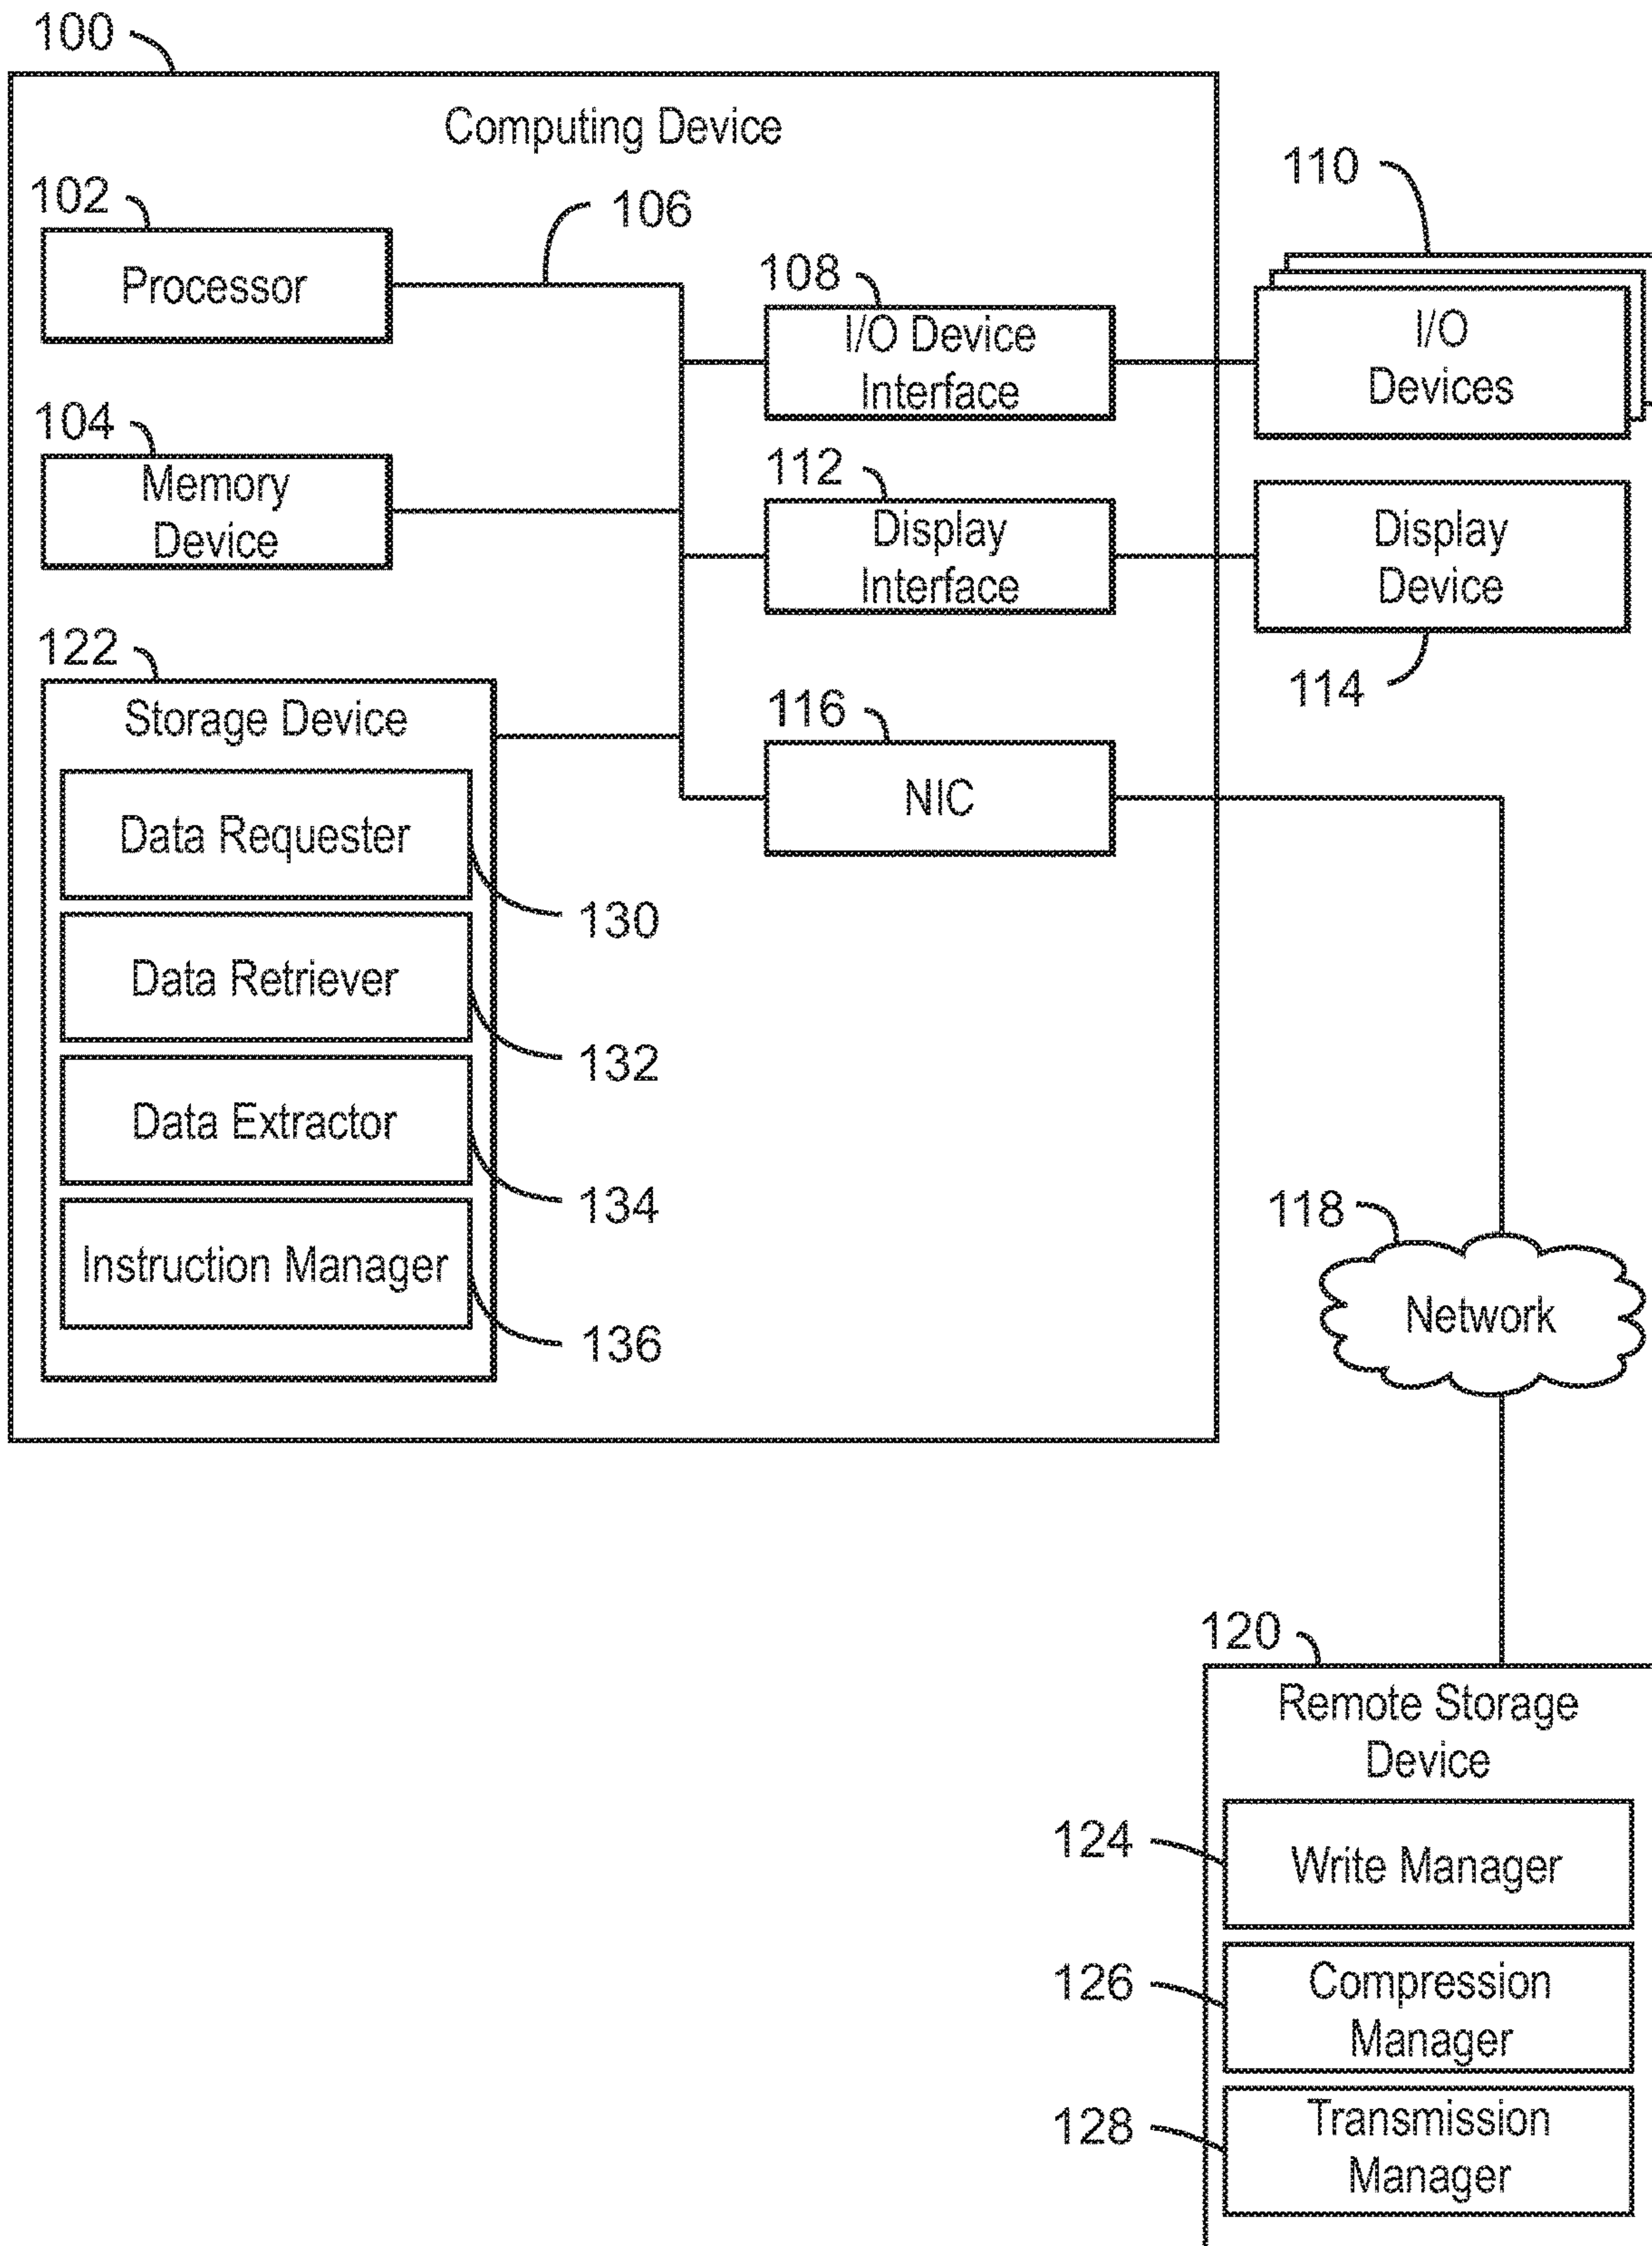 100
Computing Device
102
Processor
106
108
I/O Device
Interface
110
I/O
Devices
104
Memory
Device
112
Display
Interface
Display
Device
114
122
Storage Device
116
NIC
Data Requester
130
Data Retriever
132
Data Extractor
134
Instruction Manager
136
118
Network
120
Remote Storage
Device
124
Write Manager
126
Compression
Manager
128
Transmission
Manager